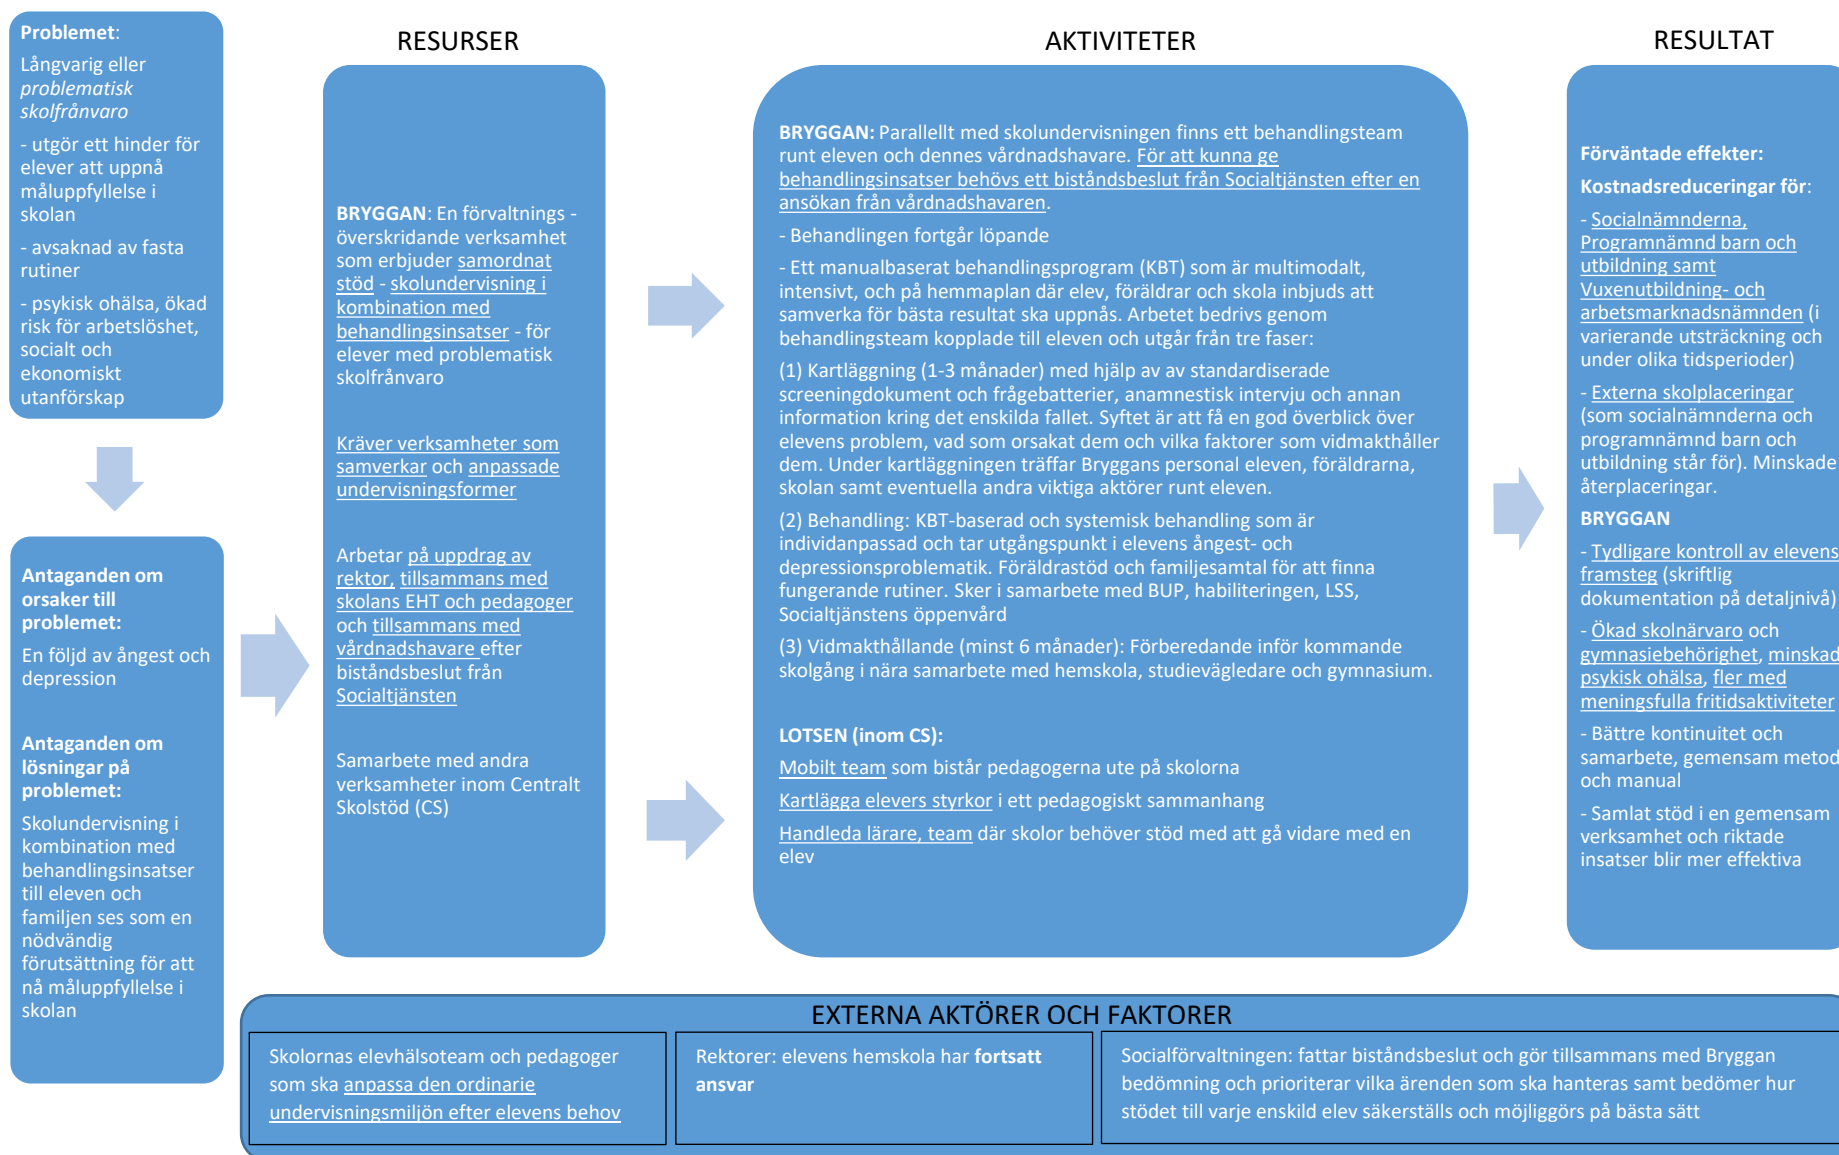 Problemet:
Långvarig eller
problematisk
skolfrånvaro
- utgör ett hinder för
elever att uppnå
måluppfyllelse i
skolan
- avsaknad av fasta
rutiner
- psykisk ohälsa, ökad
risk för arbetslöshet,
socialt och
ekonomiskt
utanförskap
Antaganden om
orsaker till
problemet:
En följd av ångest och
depression
Antaganden om
lösningar på
problemet:
Skolundervisning i
kombination med
behandlingsinsatser
till eleven och
familjen ses som en
nödvändig
förutsättning för att
nå måluppfyllelse i
skolan
RESURSER
BRYGGAN: En förvaltnings -
överskridande verksamhet
som erbjuder samordnat
stöd - skolundervisning i
kombination med
behandlingsinsatser - för
elever med problematisk
skolfrånvaro
Kräver verksamheter som
samverkar och anpassade
undervisningsformer
Arbetar på uppdrag av
rektor, tillsammans med
skolans EHT och pedagoger
och tillsammans med
vårdnadshavare efter
biståndsbeslut från
Socialtjänsten
Samarbete med andra
verksamheter inom Centralt
Skolstöd (CS)
AKTIVITETER
BRYGGAN: Parallellt med skolundervisningen finns ett behandlingsteam
runt eleven och dennes vårdnadshavare. För att kunna ge
behandlingsinsatser behövs ett biståndsbeslut från Socialtjänsten efter en
ansökan från vårdnadshavaren.
- Behandlingen fortgår löpande
- Ett manualbaserat behandlingsprogram (KBT) som är multimodalt,
intensivt, och på hemmaplan där elev, föräldrar och skola inbjuds att
samverka för bästa resultat ska uppnås. Arbetet bedrivs genom
behandlingsteam kopplade till eleven och utgår från tre faser:
(1) Kartläggning (1-3 månader) med hjälp av av standardiserade
screeningdokument och frågebatterier, anamnestisk intervju och annan
information kring det enskilda fallet. Syftet är att få en god överblick över
elevens problem, vad som orsakat dem och vilka faktorer som vidmakthåller
dem. Under kartläggningen träffar Bryggans personal eleven, föräldrarna,
skolan samt eventuella andra viktiga aktörer runt eleven.
(2) Behandling: KBT-baserad och systemisk behandling som är
individanpassad och tar utgångspunkt i elevens ångest- och
depressionsproblematik. Föräldrastöd och familjesamtal för att finna
fungerande rutiner. Sker i samarbete med BUP, habiliteringen, LSS,
Socialtjänstens öppenvård
(3) Vidmakthållande (minst 6 månader): Förberedande inför kommande
skolgång i nära samarbete med hemskola, studievägledare och gymnasium.
LOTSEN (inom CS):
Mobilt team som bistår pedagogerna ute på skolorna
Kartlägga elevers styrkor i ett pedagogiskt sammanhang
Handleda lärare, team där skolor behöver stöd med att gå vidare med en
elev
RESULTAT
Förväntade effekter:
Kostnadsreduceringar för:
- Socialnämnderna,
Programnämnd barn och
utbildning samt
Vuxenutbildning- och
arbetsmarknadsnämnden (i
varierande utsträckning och
under olika tidsperioder)
- Externa skolplaceringar
(som socialnämnderna och
programnämnd barn och
utbildning står för). Minskade
återplaceringar.
BRYGGAN
- Tydligare kontroll av elevens
framsteg (skriftlig
dokumentation på detaljnivå)
- Ökad skolnärvaro och
gymnasiebehörighet, minskad
psykisk ohälsa, fler med
meningsfulla fritidsaktiviteter
- Bättre kontinuitet och
samarbete, gemensam metod
och manual
- Samlat stöd i en gemensam
verksamhet och riktade
insatser blir mer effektiva
EXTERNA AKTÖRER OCH FAKTORER
Skolornas elevhälsoteam och pedagoger
som ska anpassa den ordinarie
undervisningsmiljön efter elevens behov
Rektorer: elevens hemskola har fortsatt
ansvar
Socialförvaltningen: fattar biståndsbeslut och gör tillsammans med Bryggan
bedömning och prioriterar vilka ärenden som ska hanteras samt bedömer hur
stödet till varje enskild elev säkerställs och möjliggörs på bästa sätt